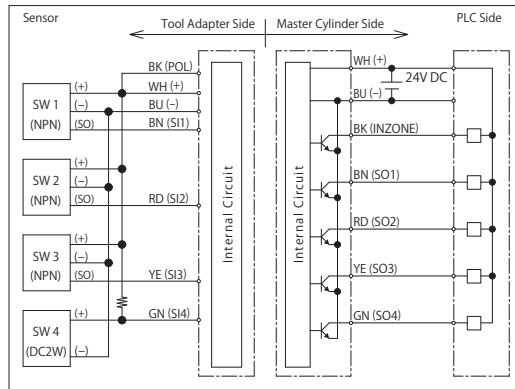 Sensor
Tool Adapter Side
Master Cylinder Side
PLC Side
BK (POL)
WH (+)
BU (−)
BN (SI1)
SW 1
(NPN)
(+)
(−)
(SO)
SW 2
(NPN)
(+)
(−)
(SO)
RD (SI2)
SW 3
(NPN)
(+)
(−)
(SO)
YE (SI3)
SW 4
(DC2W)
(+)
(−)
GN (SI4)
Internal Circuit
Internal Circuit
WH (+)
24V DC
BU (−)
BK (INZONE)
BN (SO1)
RD (SO2)
YE (SO3)
GN (SO4)